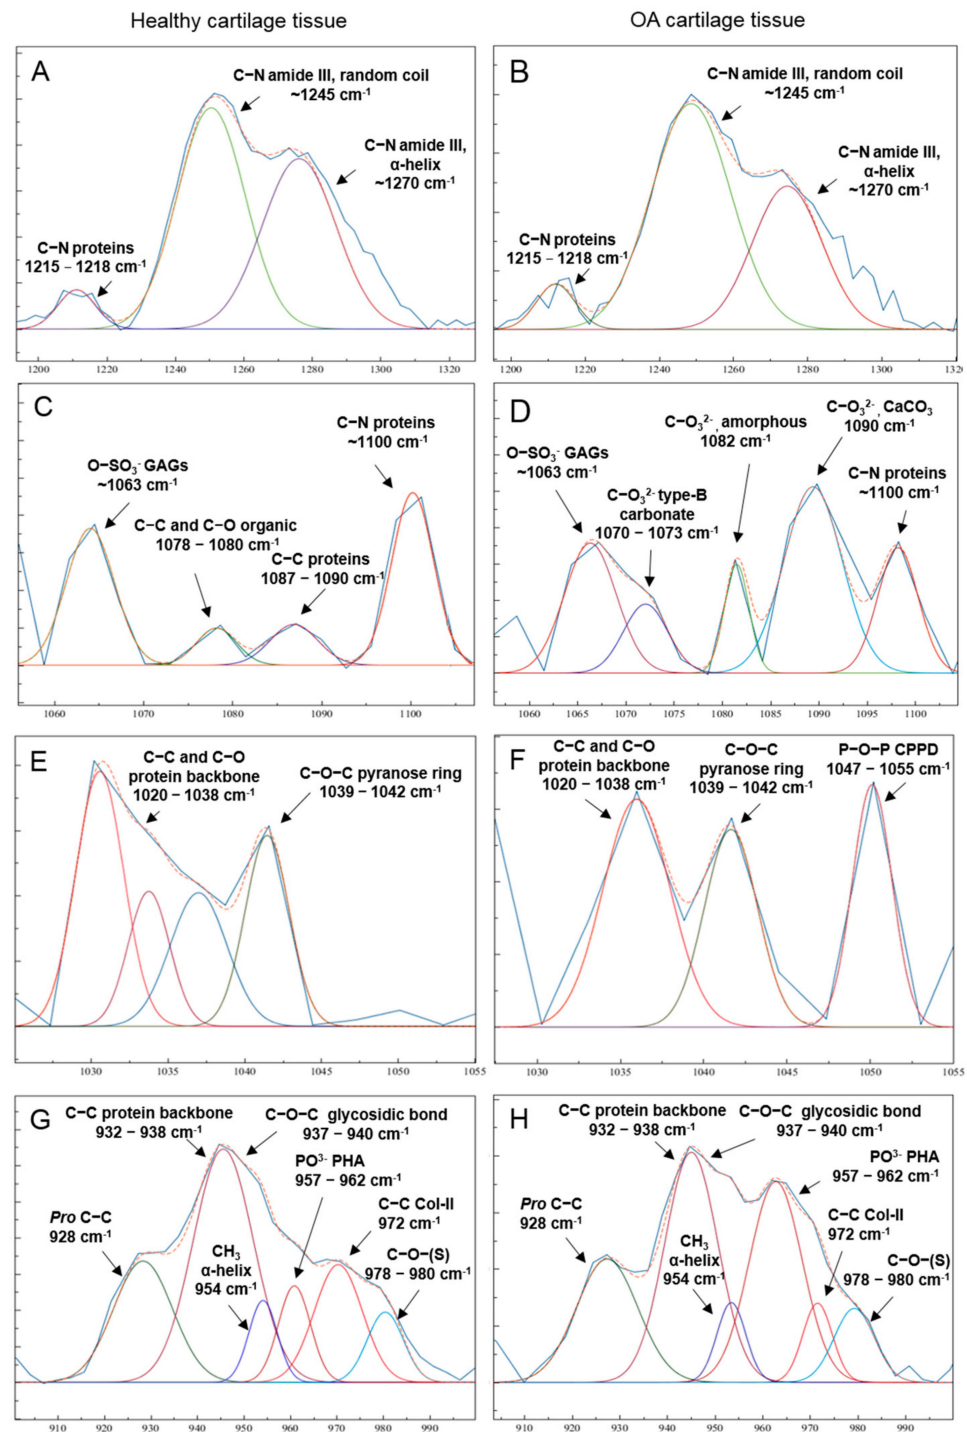 Healthy cartilage tissue
OA cartilage tissue
A
C−N amide III, random coil
~1245 cm-1
C−N amide III,
α-helix
~1270 cm-1
C−N proteins
1215 – 1218 cm-1
1200 1220 1240 1260 1280 1300 1320
B
C−N amide III, random coil
~1245 cm-1
C−N amide III,
α-helix
~1270 cm-1
C−N proteins
1215 – 1218 cm-1
1200 1220 1240 1260 1280 1300 132
C
C−N proteins
~1100 cm-1
O−SO3- GAGs
~1063 cm-1
C−C and C−O organic
1078 – 1080 cm-1
C−C proteins
1087 – 1090 cm-1
1060 1070 1080 1090 1100
D
C−O32-, CaCO3
1090 cm-1
C−O32-, amorphous
1082 cm-1
O−SO3- GAGs
~1063 cm-1
C−N proteins
~1100 cm-1
C−O32- type-B
carbonate
1070 – 1073 cm-1
1060 1065 1070 1075 1080 1085 1090 1095 1100
E
C−C and C−O
protein backbone
1020 – 1038 cm-1
C−O−C pyranose ring
1039 – 1042 cm-1
1030 1035 1040 1045 1050 1055
F
C−C and C−O
protein backbone
1020 – 1038 cm-1
C−O−C
pyranose ring
1039 – 1042 cm-1
P−O−P CPPD
1047 – 1055 cm-1
1030 1040 1050 1055
G
C−C protein backbone
932 – 938 cm-1
C−O−C glycosidic bond
937 – 940 cm-1
PO3- PHA
957 – 962 cm-1
C−C Col-II
972 cm-1
Pro C−C
928 cm-1
CH3
α-helix
954 cm-1
C−O−(S)
978 – 980 cm-1
910 920 930 940 950 960 970 980 990
H
C−C protein backbone
932 – 938 cm-1
C−O−C glycosidic bond
937 – 940 cm-1
PO3- PHA
957 – 962 cm-1
C−C Col-II
972 cm-1
Pro C−C
928 cm-1
CH3
α-helix
954 cm-1
C−O−(S)
978 – 980 cm-1
910 920 930 940 950 960 970 980 990